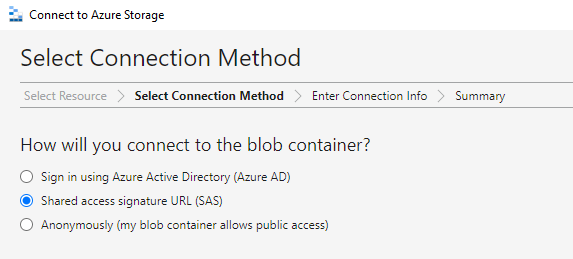 Connect to Azure Storage
Select Connection Method
Select Resource > Select Connection Method > Enter Connection Info > Summary
How will you connect to the blob container?
Sign in using Azure Active Directory (Azure AD)
Shared access signature URL (SAS)
Anonymously (my blob container allows public access)